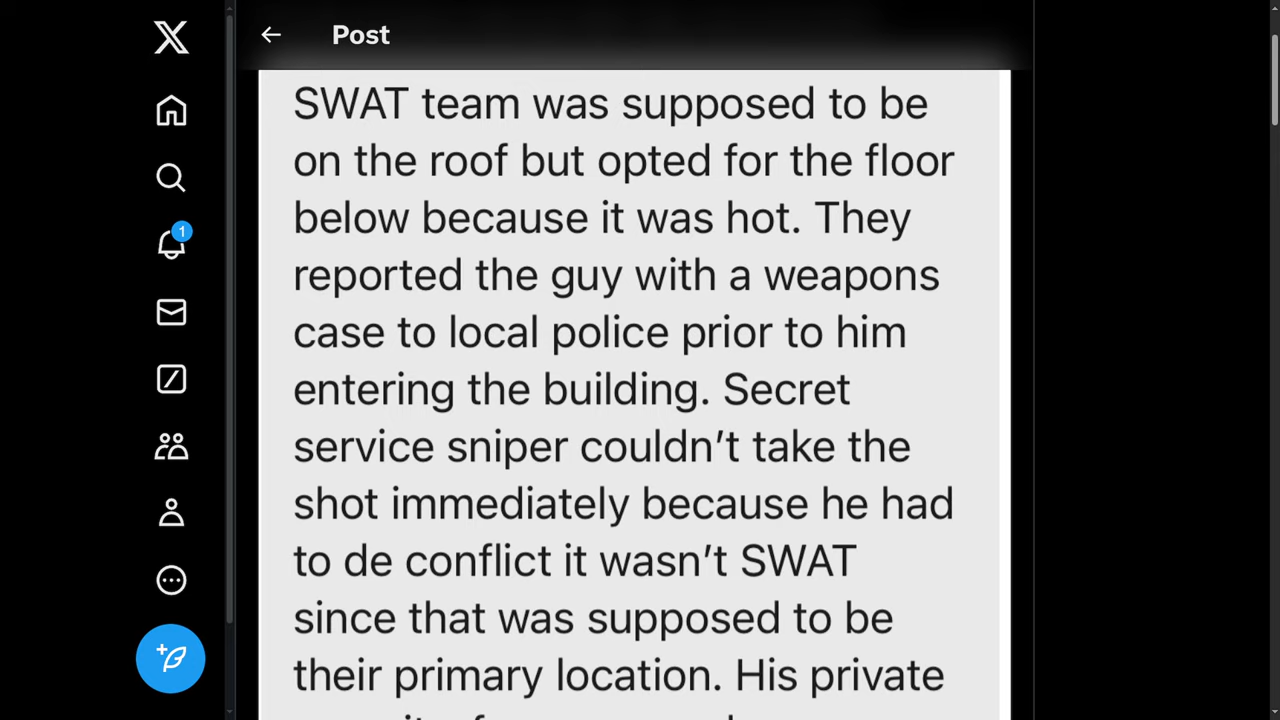 Post
1
SWAT team was supposed to be
on the roof but opted for the floor
below because it was hot. They
reported the guy with a weapons
case to local police prior to him
entering the building. Secret
service sniper couldn’t take the
shot immediately because he had
to de conflict it wasn’t SWAT
since that was supposed to be
their primary location. His private